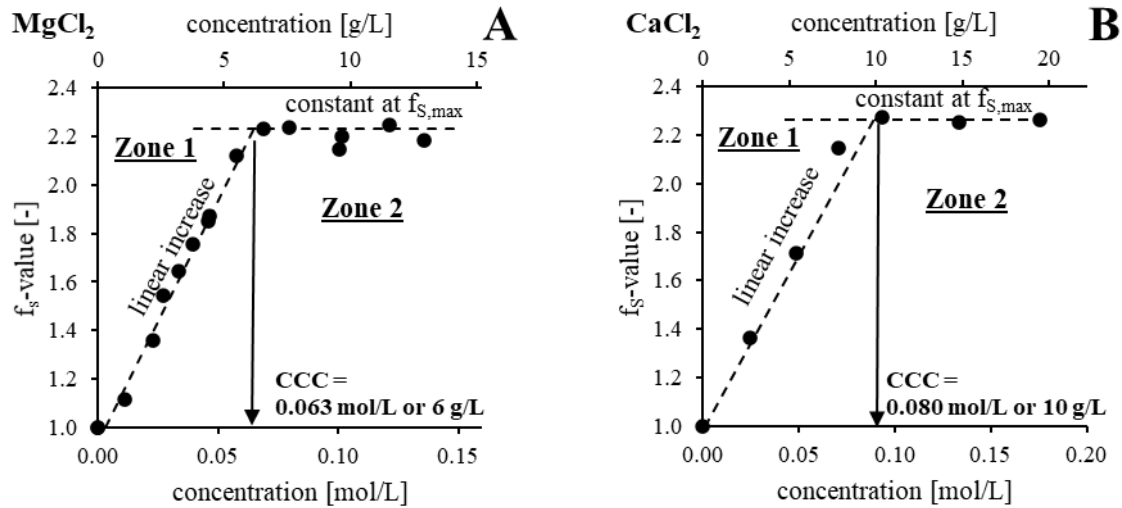 MgCl2
concentration [g/L]
A
0 5 10 15
2.4
2.2
2.0
1.8
1.6
1.4
1.2
1.0
fs-value [-]
constant at fS,max
Zone 1
Zone 2
linear increase
CCC =
0.063 mol/L or 6 g/L
0.00 0.05 0.10 0.15
concentration [mol/L]
CaCl2
concentration [g/L]
B
0 5 10 15 20
2.4
2.2
2.0
1.8
1.6
1.4
1.2
1.0
fS-value [-]
constant at fS,max
Zone 1
Zone 2
linear increase
CCC =
0.080 mol/L or 10 g/L
0.00 0.05 0.10 0.15 0.20
concentration [mol/L]